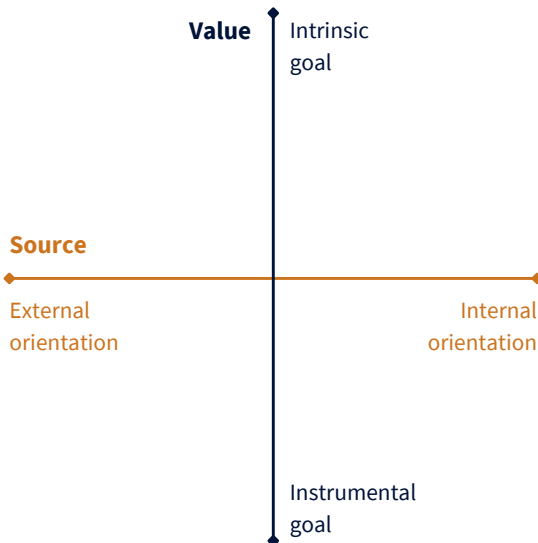 Value
Intrinsic
goal
Source
External
orientation
Internal
orientation
Instrumental
goal